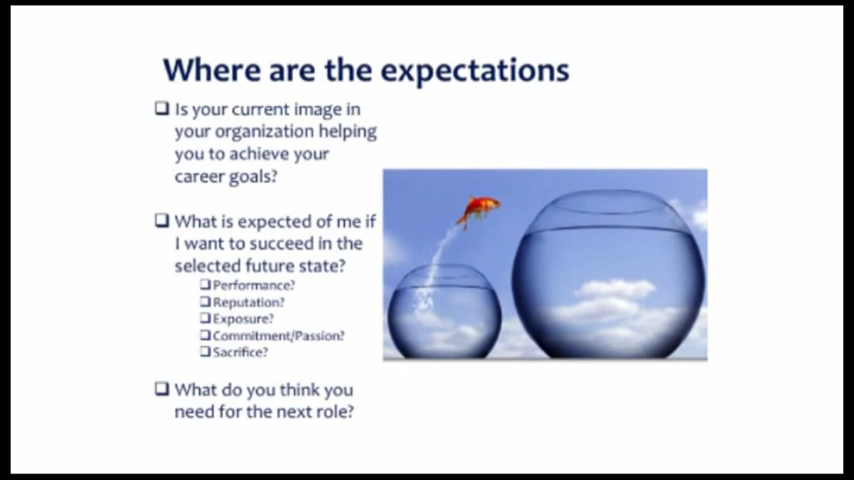 Where are the expectations
Is your current image in
your organization helping
you to achieve your
career goals?
What is expected of me if
I want to succeed in the
selected future state?
Performance?
Reputation?
Exposure?
Commitment/Passion?
Sacrifice?
What do you think you
need for the next role?